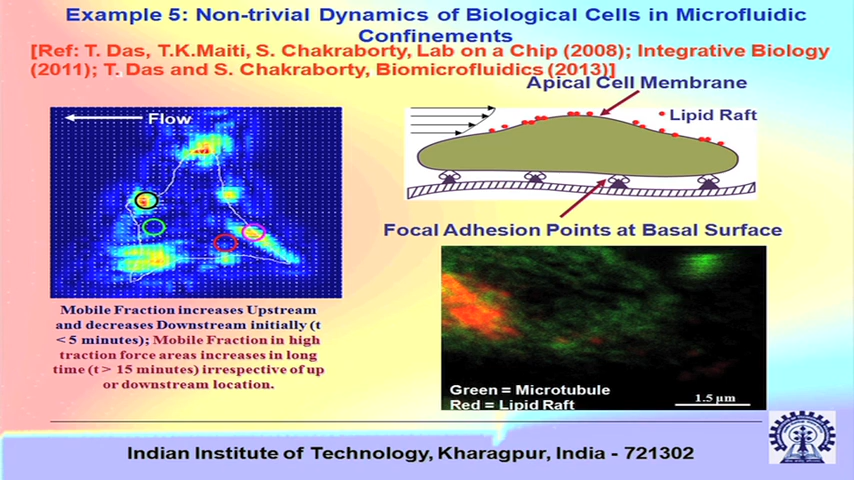 Example 5: Non-trivial Dynamics of Biological Cells in Microfluidic
Confinements
[Ref: T. Das, T.K.Maiti, S. Chakraborty, Lab on a Chip (2008); Integrative Biology
(2011); T. Das and S. Chakraborty, Biomicrofluidics (2013)]
Apical Cell Membrane
Flow
Lipid Raft
Focal Adhesion Points at Basal Surface
Mobile Fraction increases Upstream
and decreases Downstream initially (t
< 5 minutes); Mobile Fraction in high
traction force areas increases in long
time (t > 15 minutes) irrespective of up
or downstream location.
Green = Microtubule
Red = Lipid Raft
1.5 µm
Indian Institute of Technology, Kharagpur, India - 721302